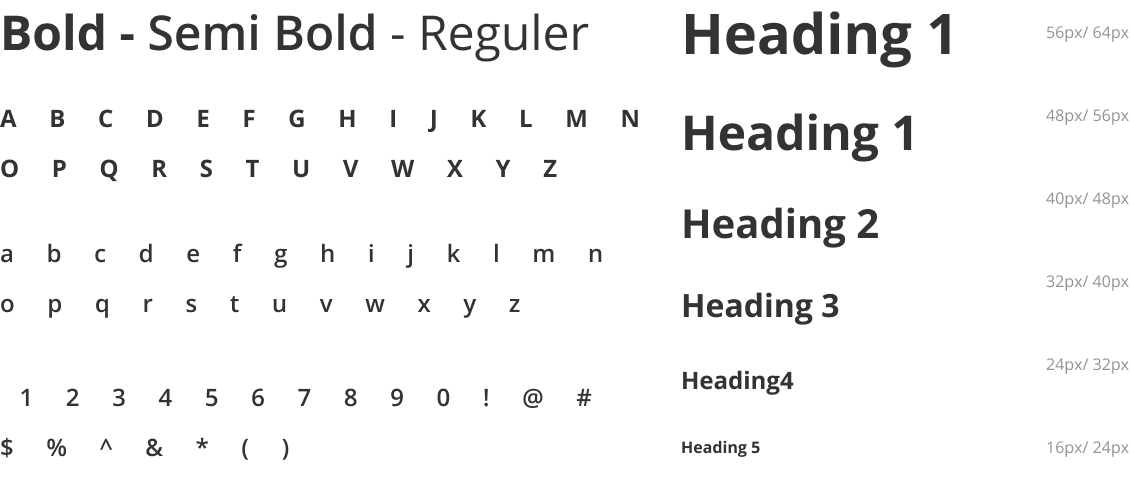 Bold - Semi Bold - Reguler
A B C D E F G H I J K L M N
O P Q R S T U V W X Y Z
a b c d e f g h i j k l m n
o p q r s t u v w x y z
1 2 3 4 5 6 7 8 9 0 ! @ #
$ % ^ & * ( )
Heading 1
56px/ 64px
Heading 1
48px/ 56px
Heading 2
40px/ 48px
Heading 3
32px/ 40px
Heading4
24px/ 32px
Heading 5
16px/ 24px